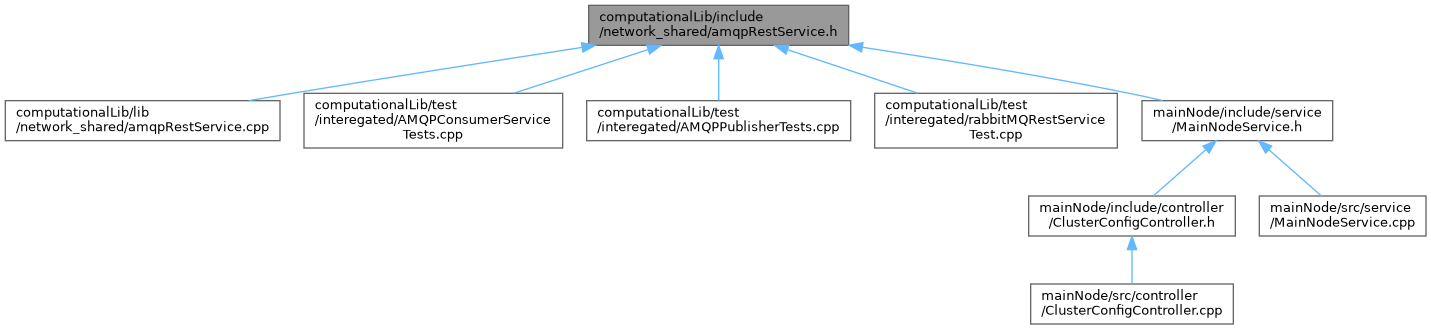 computationalLib/include
/network_shared/amqpRestService.h
computationalLib/lib
/network_shared/amqpRestService.cpp
computationalLib/test
/interegated/AMQPConsumerService
Tests.cpp
computationalLib/test
/interegated/AMQPPublisherTests.cpp
computationalLib/test
/interegated/rabbitMQRestService
Test.cpp
mainNode/include/service
/MainNodeService.h
mainNode/include/controller
/ClusterConfigController.h
mainNode/src/service
/MainNodeService.cpp
mainNode/src/controller
/ClusterConfigController.cpp